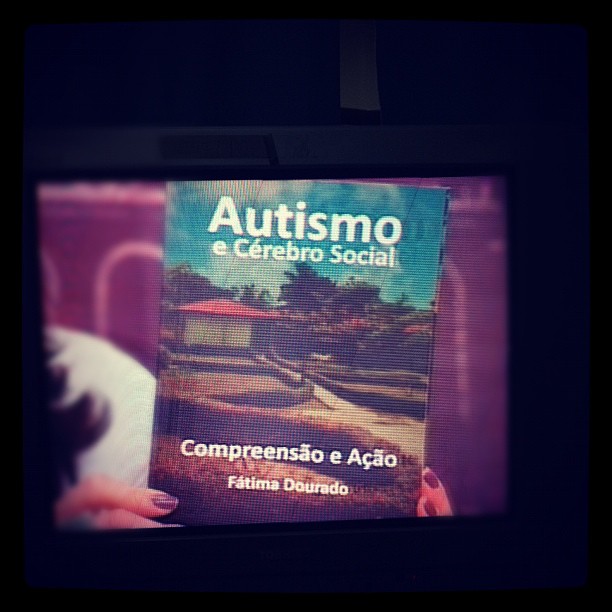 Autismo
e Cérebro Social
Compreensão e Ação
Fátima Dourado